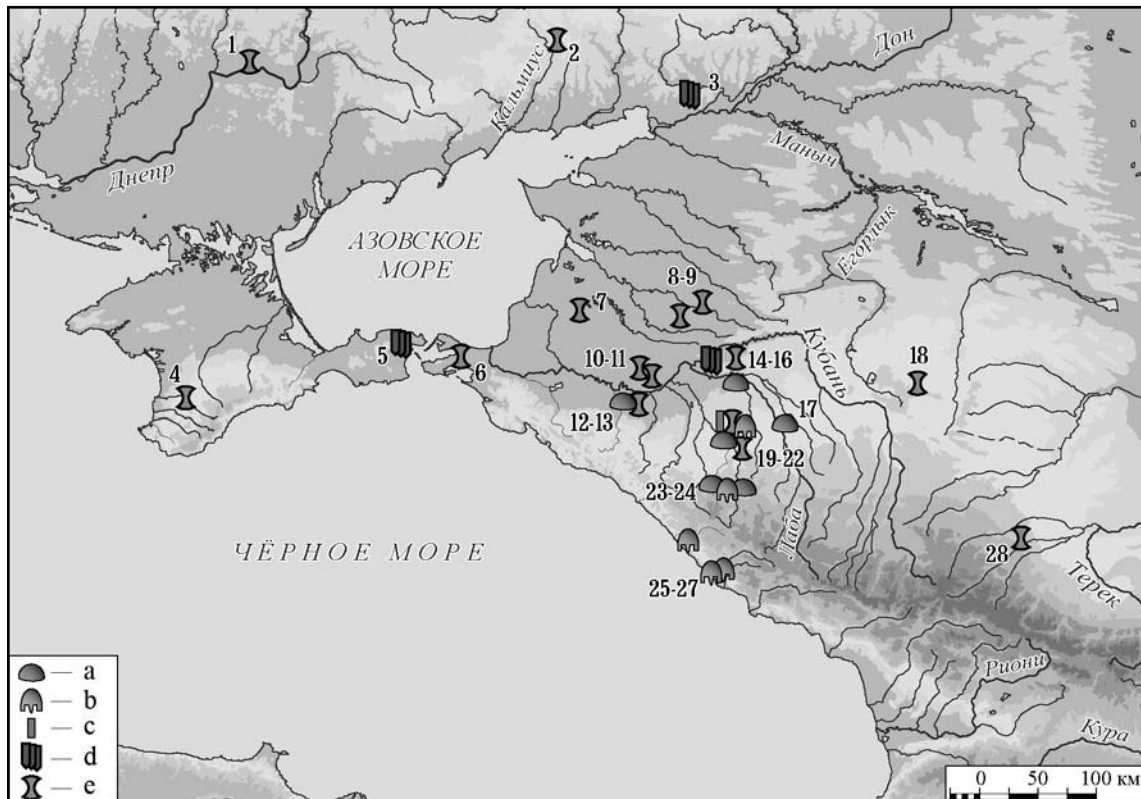 1
2
3
Дон
Кальмиус
Маныч
Днепр
АЗОВСКОЕ
МОРЕ
Егорлык
8-9
7
Кубань
5
6
10-11
14-16
18
4
12-13
17
19-22
23-24
Лаба
ЧЁРНОЕ МОРЕ
28
Терек
25-27
Риони
Кура
а
b
c
d
e
0 50 100 км